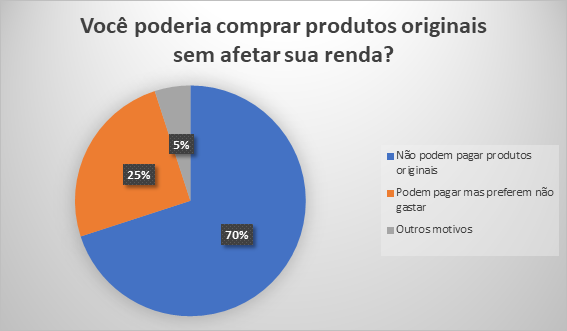 Você poderia comprar produtos originais
sem afetar sua renda?
5%
25%
70%
Não podem pagar produtos
originais
Podem pagar mas preferem não
gastar
Outros motivos